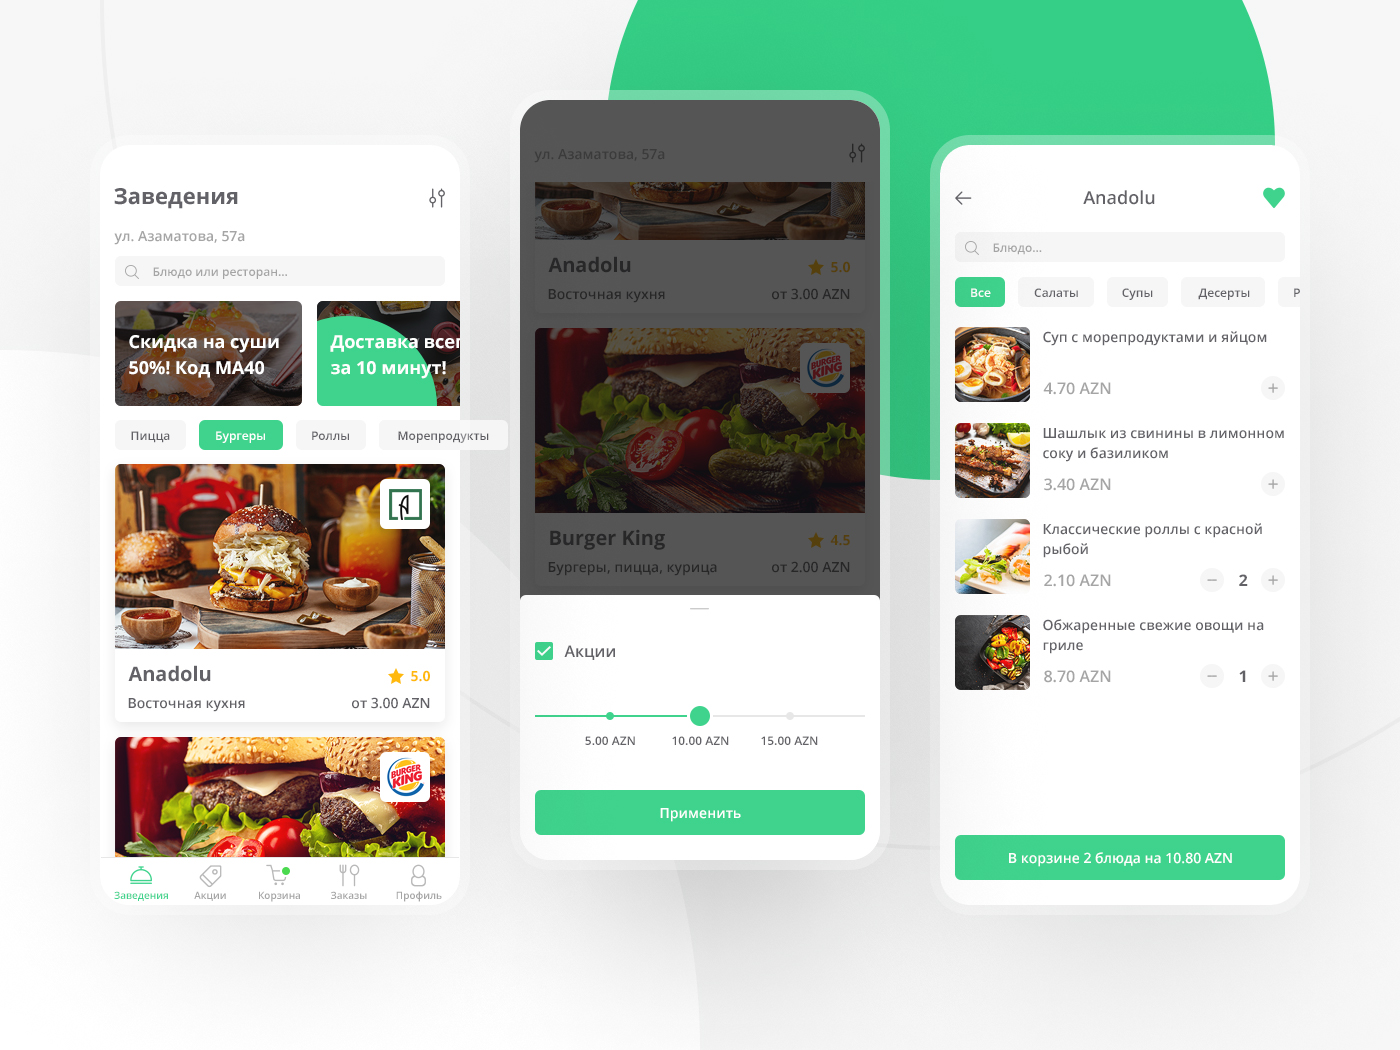 Заведения
ул. Азаматова, 57а
Блюдо или ресторан...
Скидка на суши
50%! Код MA40
Доставка всег
за 10 минут!
Пицца
Бургеры
Роллы
Морепродукты
A
Anadolu
5.0
Восточная кухня
от 3.00 AZN
BURGER
KING
Заведения
Акции
Корзина
Заказы
Профиль
ул. Азаматова, 57а
Anadolu
5.0
Восточная кухня
от 3.00 AZN
BURGER
KING
Burger King
4.5
Бургеры, пицца, курица
от 2.00 AZN
Акции
5.00 AZN
10.00 AZN
15.00 AZN
Применить
Anadolu
Блюдо...
Все
Салаты
Супы
Десерты
Р
Суп с морепродуктами и яйцом
4.70 AZN
Шашлык из свинины в лимонном
соку и базиликом
3.40 AZN
Классические роллы с красной
рыбой
2.10 AZN
2
Обжаренные свежие овощи на
гриле
8.70 AZN
1
В корзине 2 блюда на 10.80 AZN